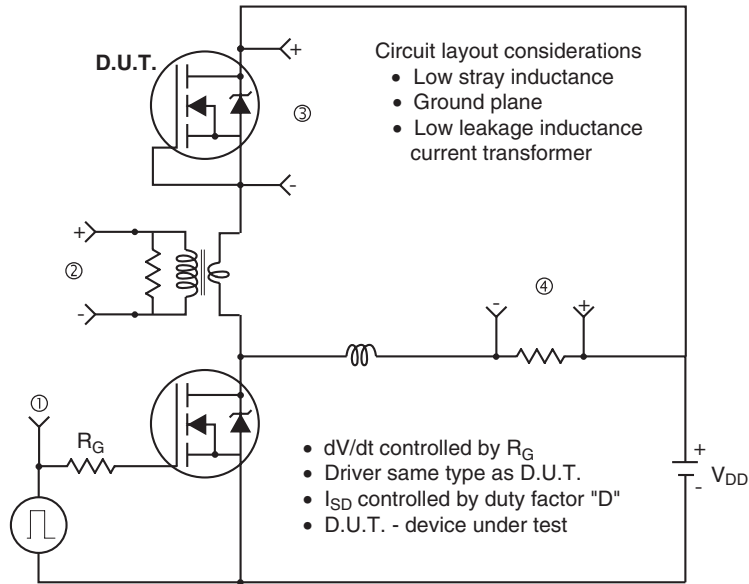 D.U.T.
+
③
-
Circuit layout considerations
• Low stray inductance
• Ground plane
• Low leakage inductance
current transformer
+
②
-
④
- +
①
R_G
• dV/dt controlled by R_G
• Driver same type as D.U.T.
• I_SD controlled by duty factor "D"
• D.U.T. - device under test
+
V_DD
-